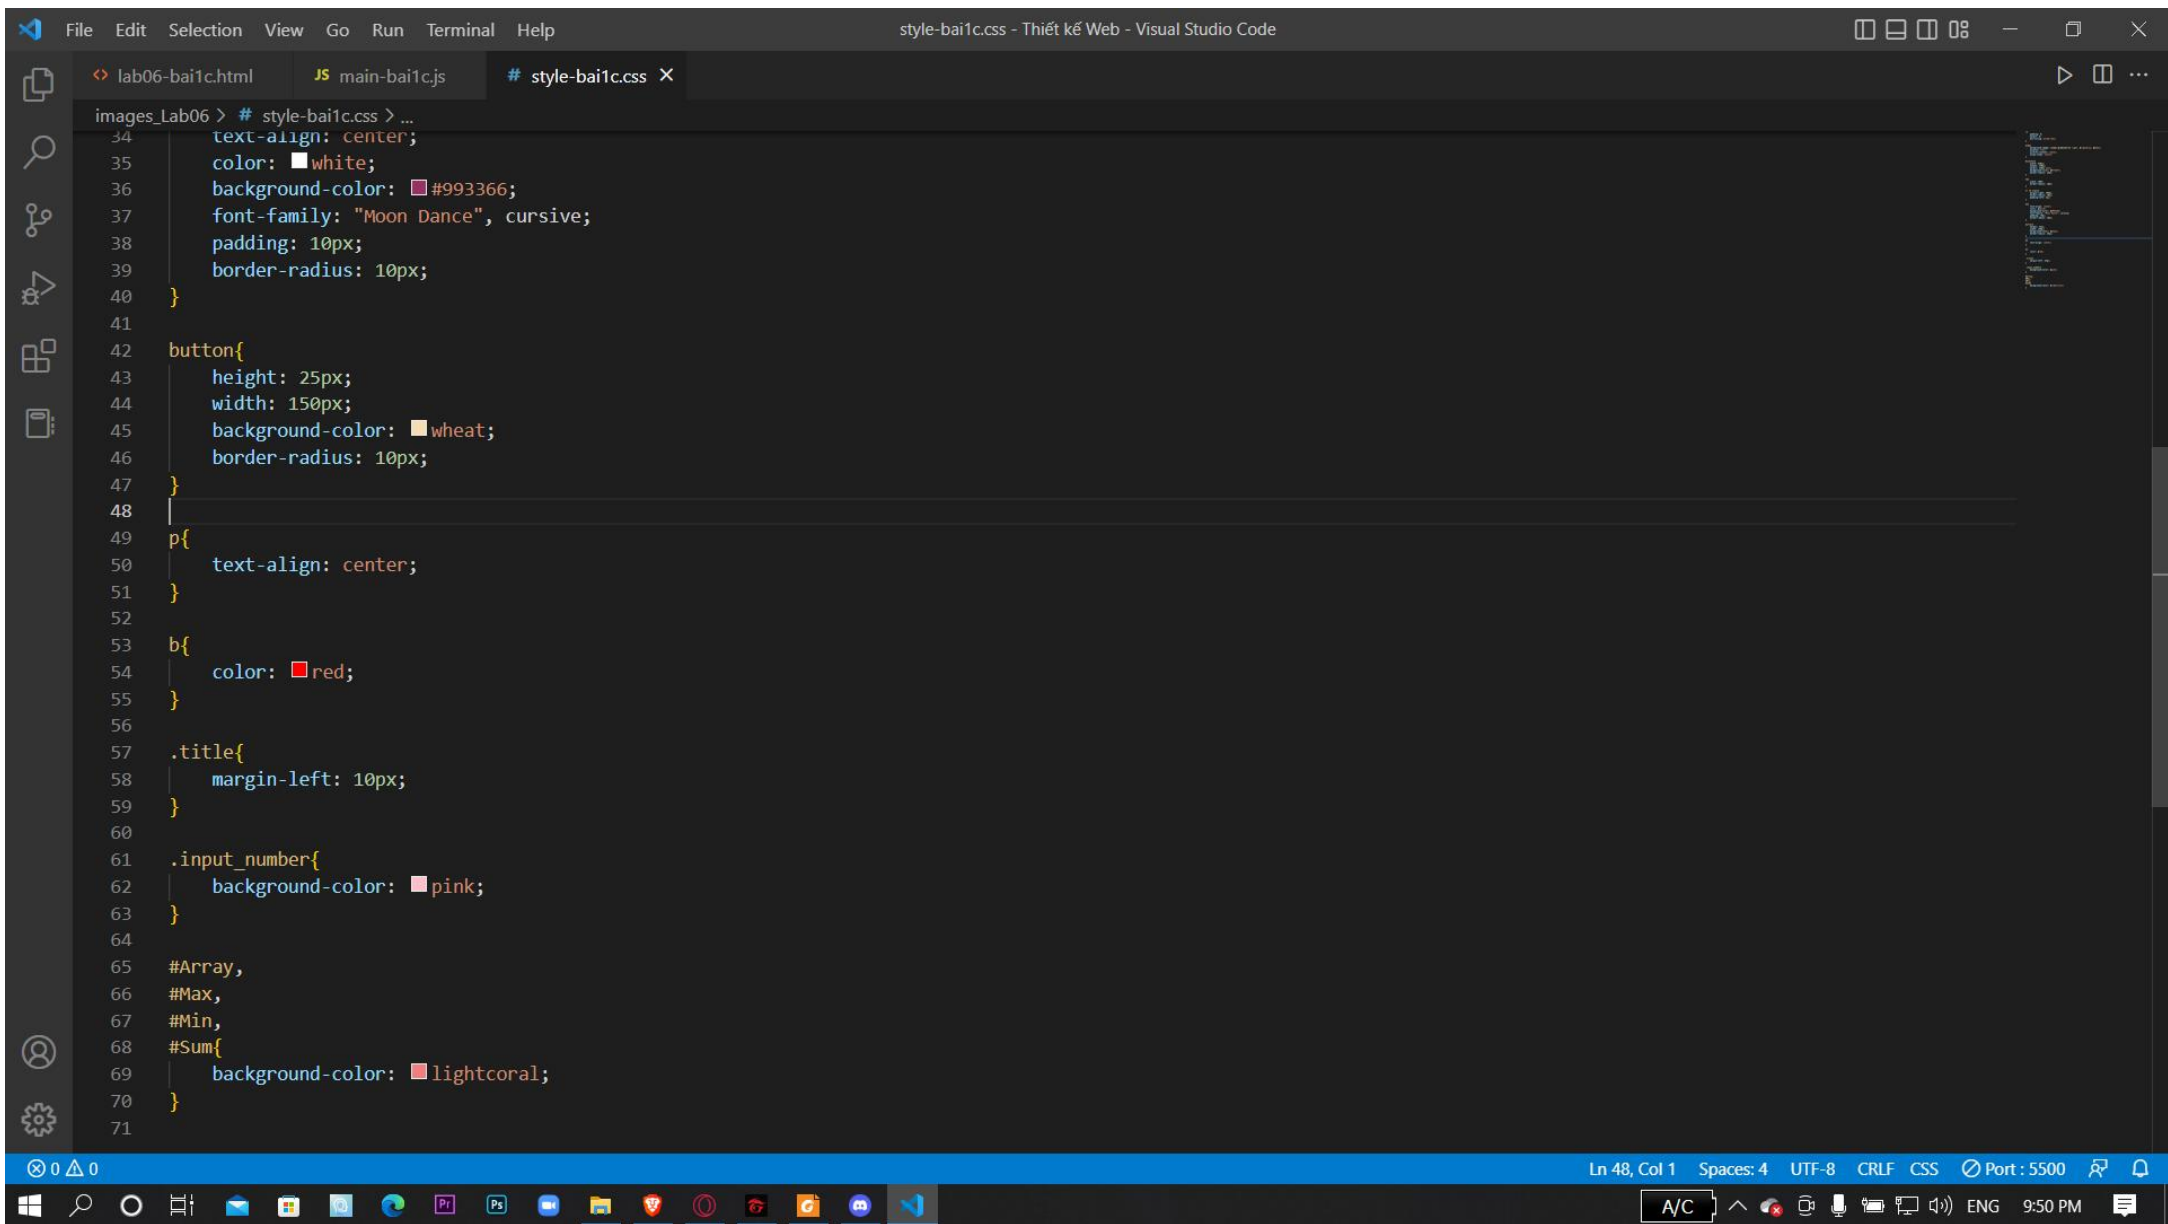 File Edit Selection View Go Run Terminal Help style-bai1c.css - Thiết kế Web - Visual Studio Code
<> lab06-bai1c.html JS main-bai1c.js # style-bai1c.css
images_Lab06 > # style-bai1c.css > ...
34 text-align: center;
35 color: white;
36 background-color: #993366;
37 font-family: "Moon Dance", cursive;
38 padding: 10px;
39 border-radius: 10px;
40 }
41
42 button{
43 height: 25px;
44 width: 150px;
45 background-color: wheat;
46 border-radius: 10px;
47 }
48
49 p{
50 text-align: center;
51 }
52
53 b{
54 color: red;
55 }
56
57 .title{
58 margin-left: 10px;
59 }
60
61 .input_number{
62 background-color: pink;
63 }
64
65 #Array,
66 #Max,
67 #Min,
68 #Sum{
69 background-color: lightcoral;
70 }
71
0 0 Ln 48, Col 1 Spaces: 4 UTF-8 CRLF CSS Port : 5500
Pr Ps A/C ENG 9:50 PM